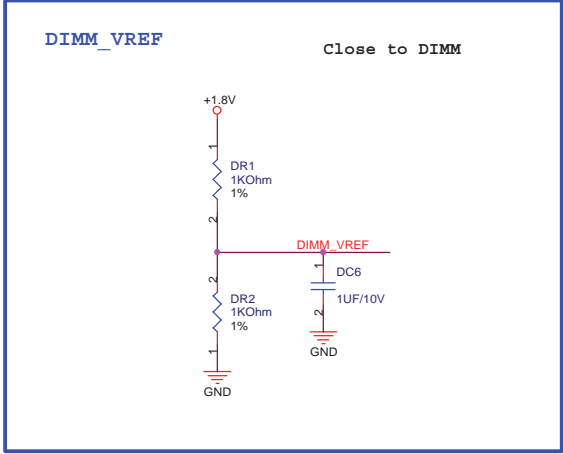 DIMM_VREF
Close to DIMM
+1.8V
1
DR1
1KOhm
1%
2
DIMM_VREF
2
DR2
1KOhm
1%
1
GND
1
DC6
1UF/10V
2
GND